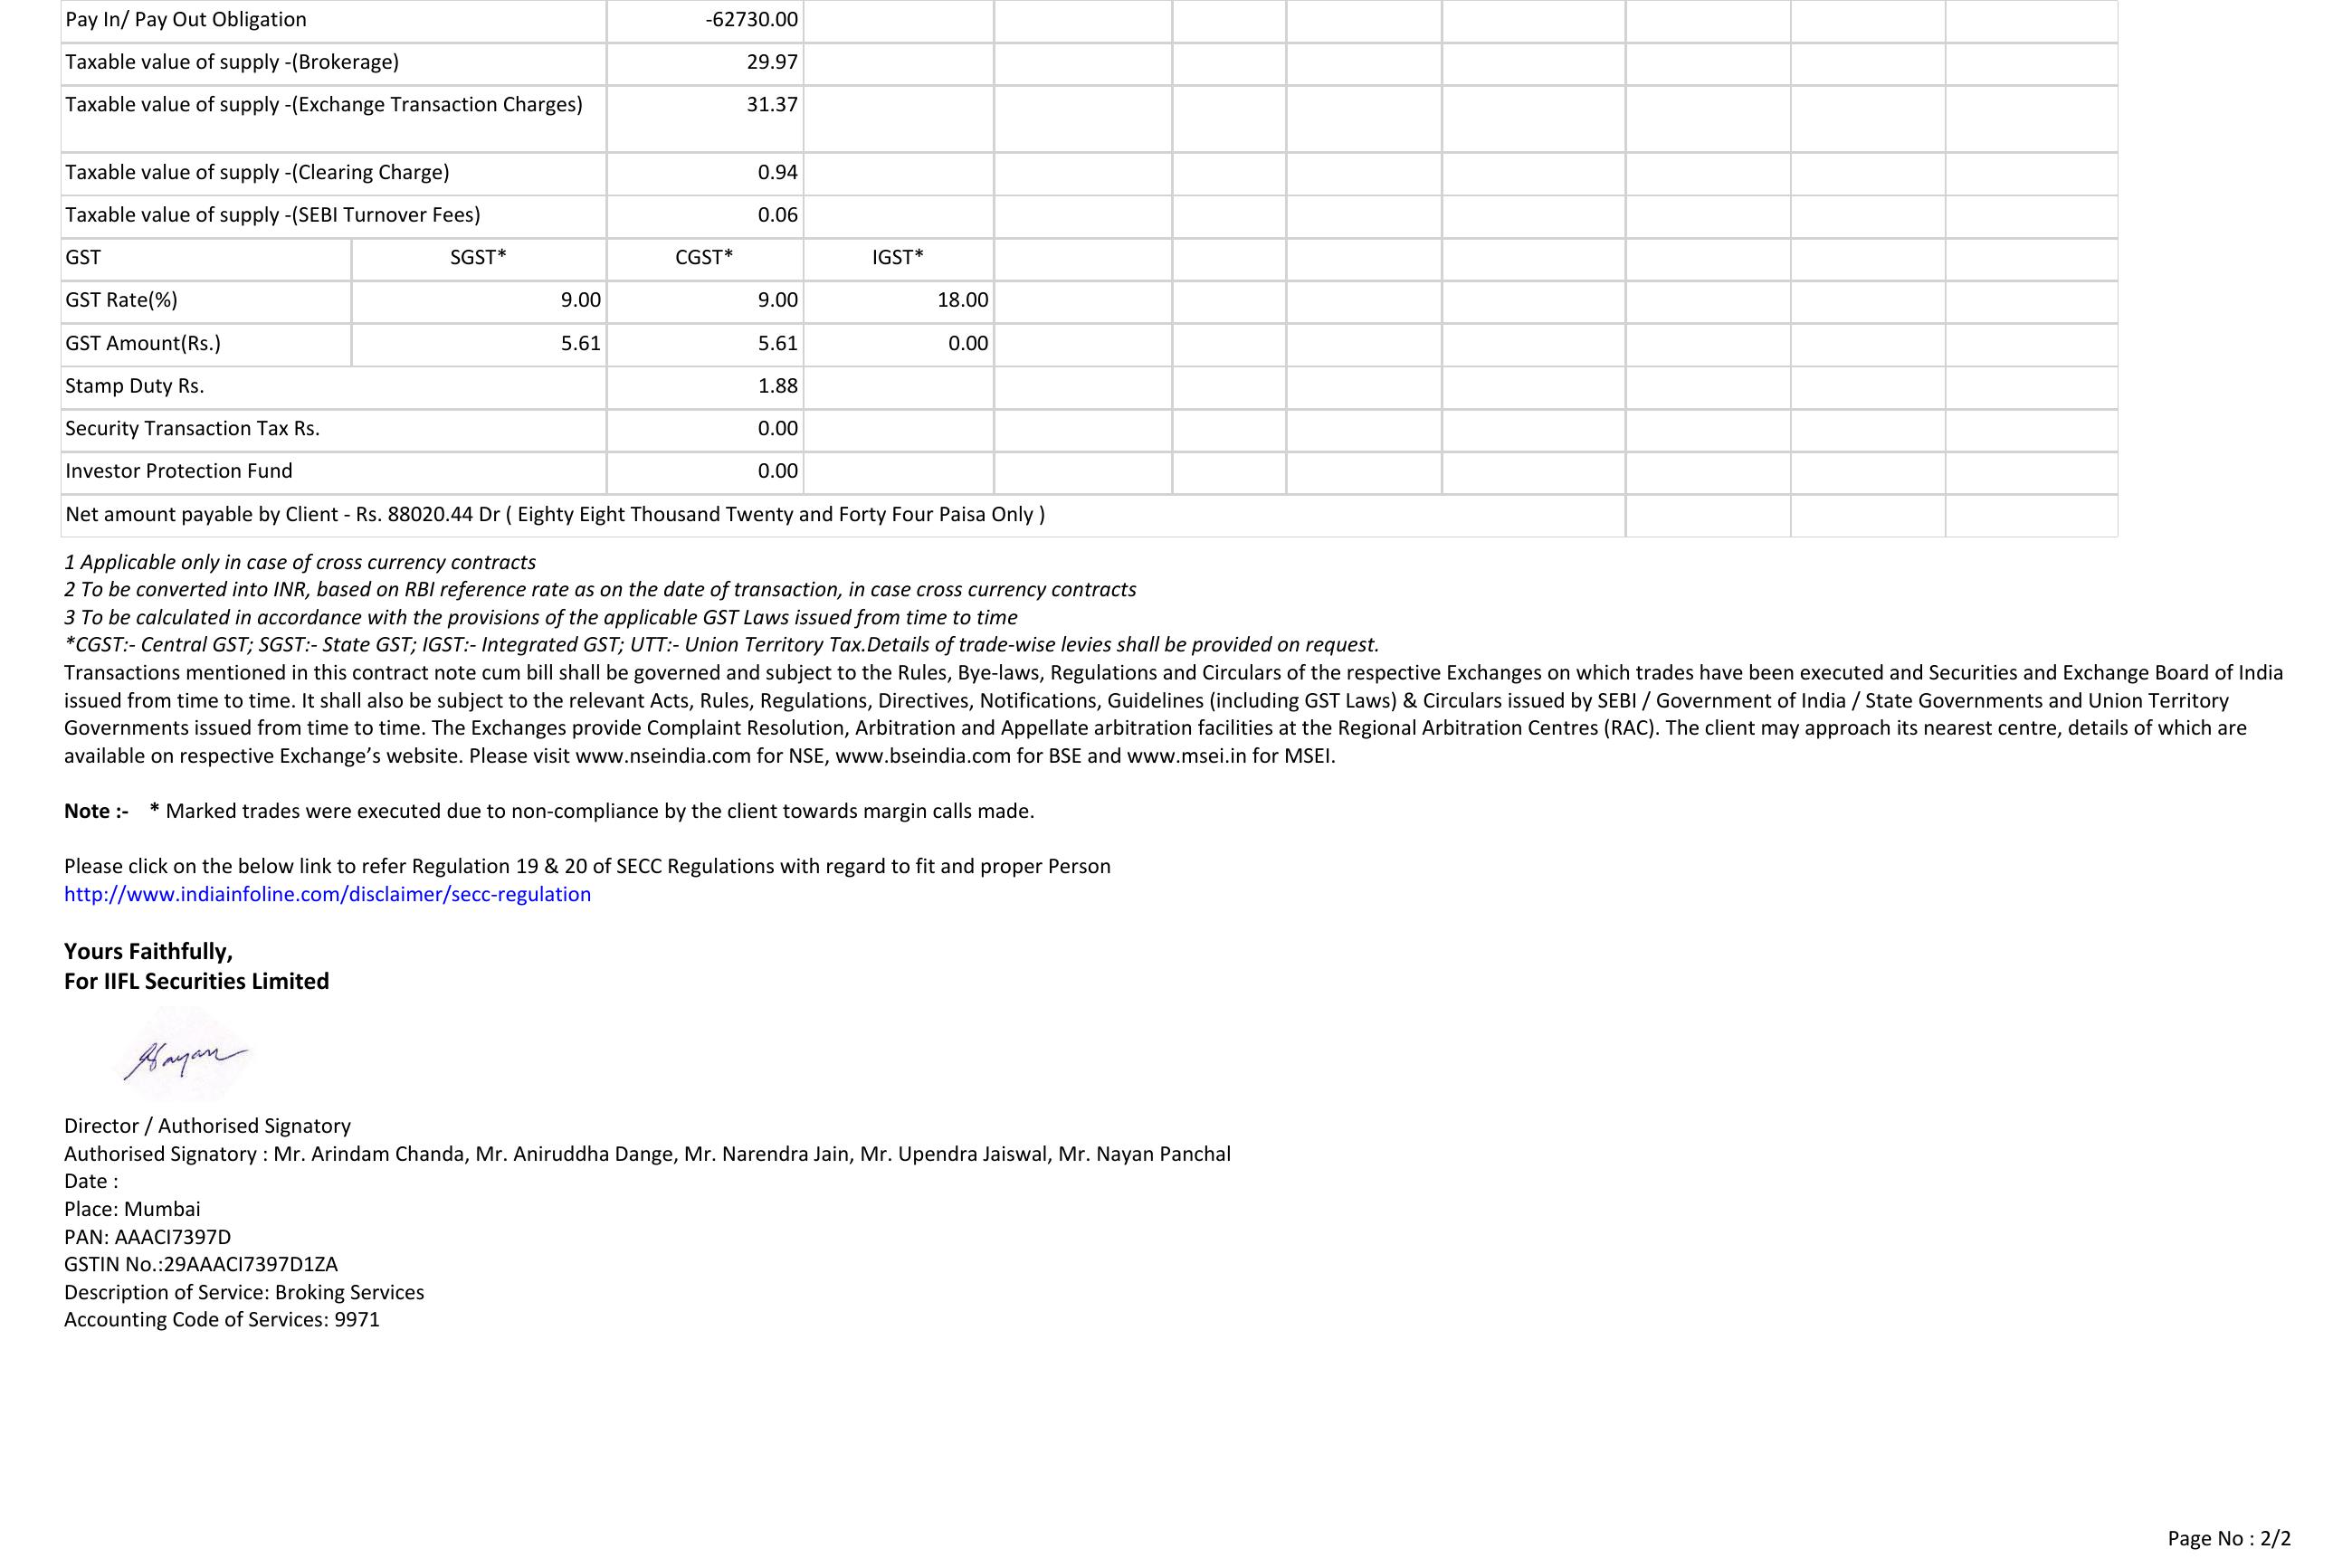 Pay In/ Pay Out Obligation -62730.00
Taxable value of supply -(Brokerage) 29.97
Taxable value of supply -(Exchange Transaction Charges) 31.37
Taxable value of supply -(Clearing Charge) 0.94
Taxable value of supply -(SEBI Turnover Fees) 0.06
GST SGST* CGST* IGST*
GST Rate(%) 9.00 9.00 18.00
GST Amount(Rs.) 5.61 5.61 0.00
Stamp Duty Rs. 1.88
Security Transaction Tax Rs. 0.00
Investor Protection Fund 0.00
Net amount payable by Client - Rs. 88020.44 Dr ( Eighty Eight Thousand Twenty and Forty Four Paisa Only )
1 Applicable only in case of cross currency contracts
2 To be converted into INR, based on RBI reference rate as on the date of transaction, in case cross currency contracts
3 To be calculated in accordance with the provisions of the applicable GST Laws issued from time to time
*CGST:- Central GST; SGST:- State GST; IGST:- Integrated GST; UTT:- Union Territory Tax.Details of trade-wise levies shall be provided on request.
Transactions mentioned in this contract note cum bill shall be governed and subject to the Rules, Bye-laws, Regulations and Circulars of the respective Exchanges on which trades have been executed and Securities and Exchange Board of India
issued from time to time. It shall also be subject to the relevant Acts, Rules, Regulations, Directives, Notifications, Guidelines (including GST Laws) & Circulars issued by SEBI / Government of India / State Governments and Union Territory
Governments issued from time to time. The Exchanges provide Complaint Resolution, Arbitration and Appellate arbitration facilities at the Regional Arbitration Centres (RAC). The client may approach its nearest centre, details of which are
available on respective Exchange’s website. Please visit www.nseindia.com for NSE, www.bseindia.com for BSE and www.msei.in for MSEI.
Note :- * Marked trades were executed due to non-compliance by the client towards margin calls made.
Please click on the below link to refer Regulation 19 & 20 of SECC Regulations with regard to fit and proper Person
http://www.indiainfoline.com/disclaimer/secc-regulation
Yours Faithfully,
For IIFL Securities Limited
Nayan
Director / Authorised Signatory
Authorised Signatory : Mr. Arindam Chanda, Mr. Aniruddha Dange, Mr. Narendra Jain, Mr. Upendra Jaiswal, Mr. Nayan Panchal
Date :
Place: Mumbai
PAN: AAACI7397D
GSTIN No.:29AAACI7397D1ZA
Description of Service: Broking Services
Accounting Code of Services: 9971
Page No : 2/2